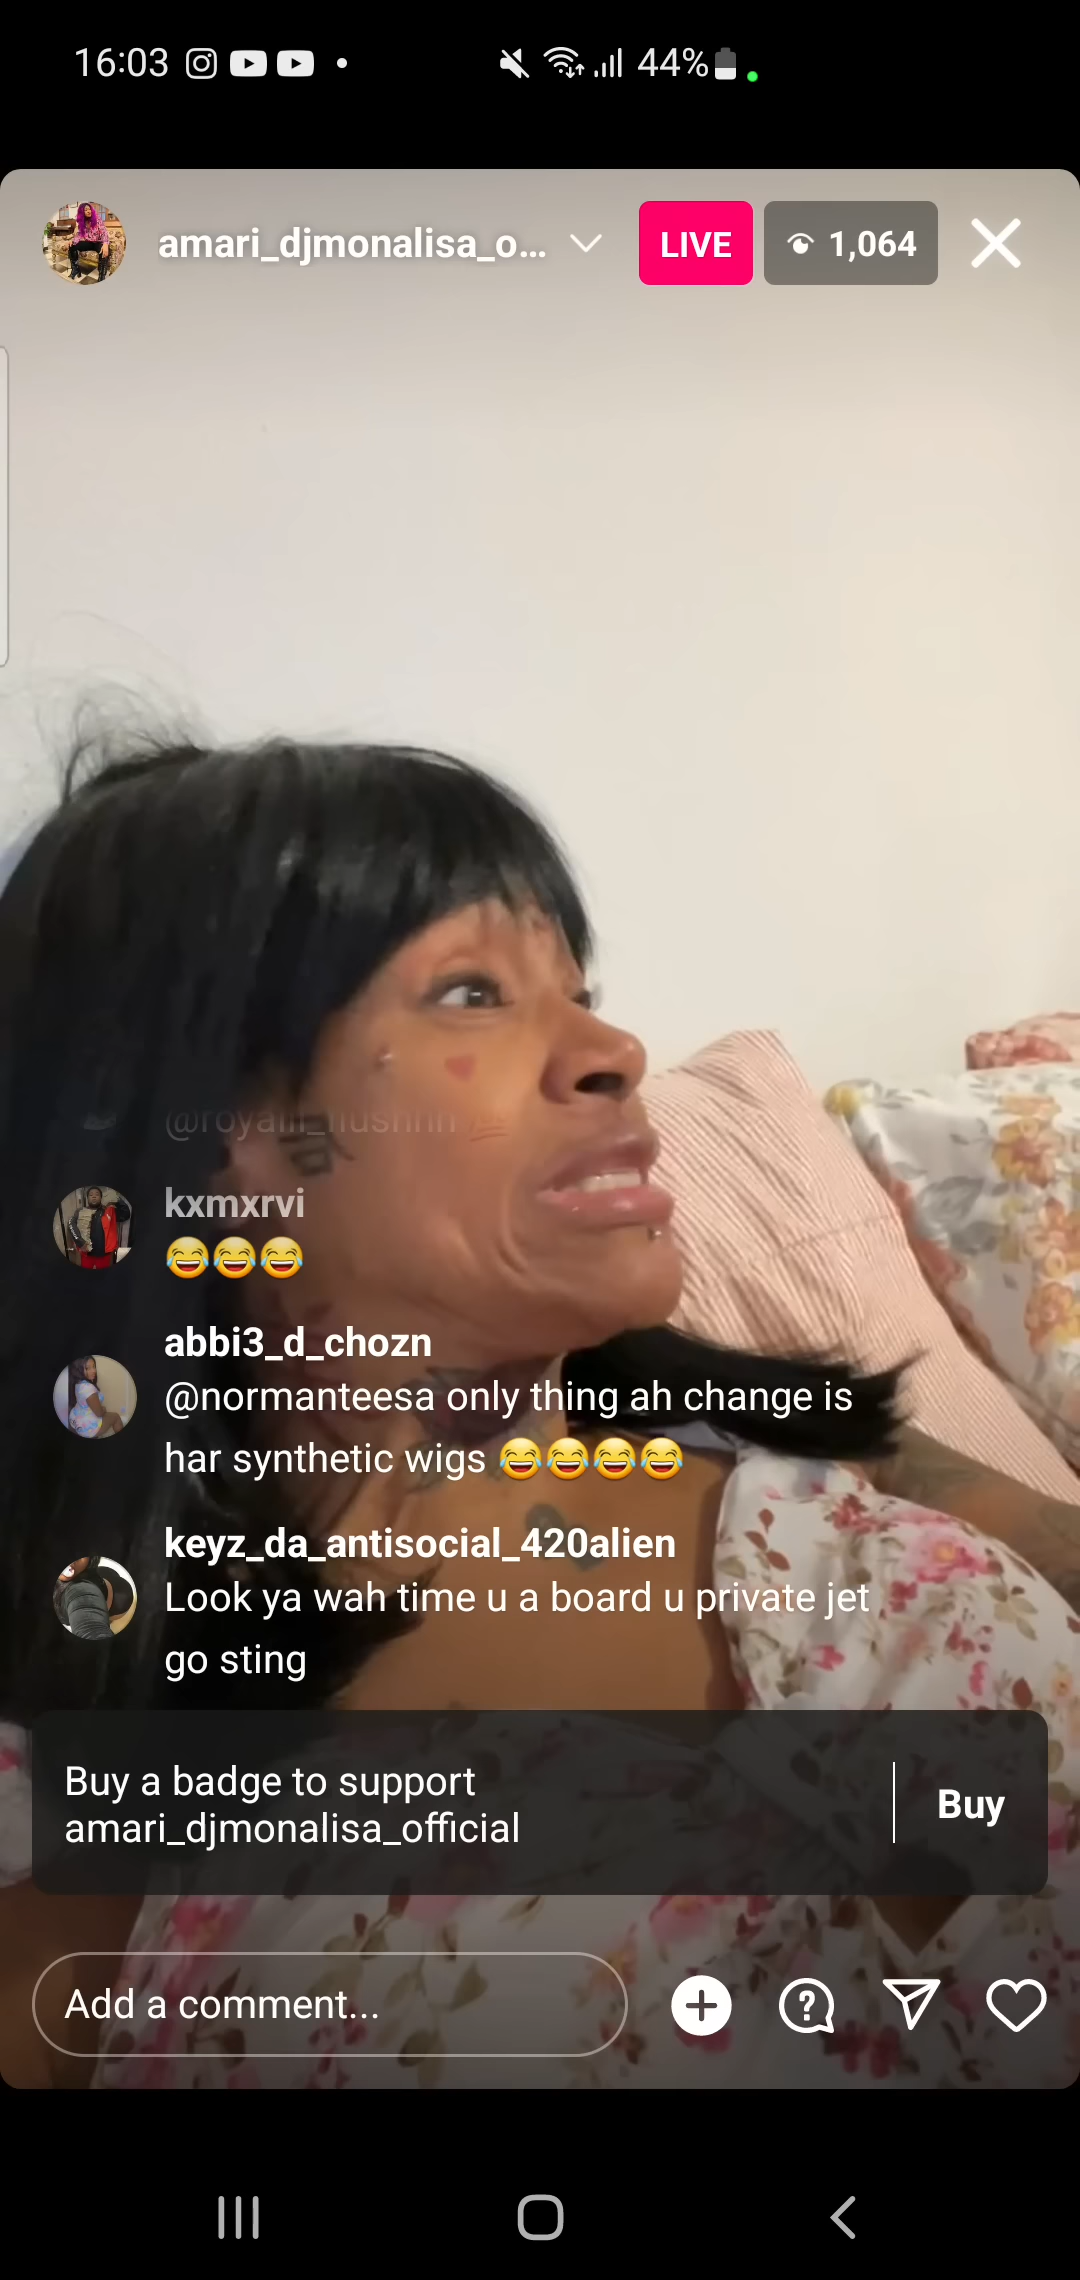 16:03
44%
amari_djmonalisa_o...
LIVE
1,064
kxmxrvi
😂😂😂
abbi3_d_chozn
@normanteesa only thing ah change is
har synthetic wigs 😂😂😂😂
keyz_da_antisocial_420alien
Look ya wah time u a board u private jet
go sting
Buy a badge to support
amari_djmonalisa_official
Buy
Add a comment...